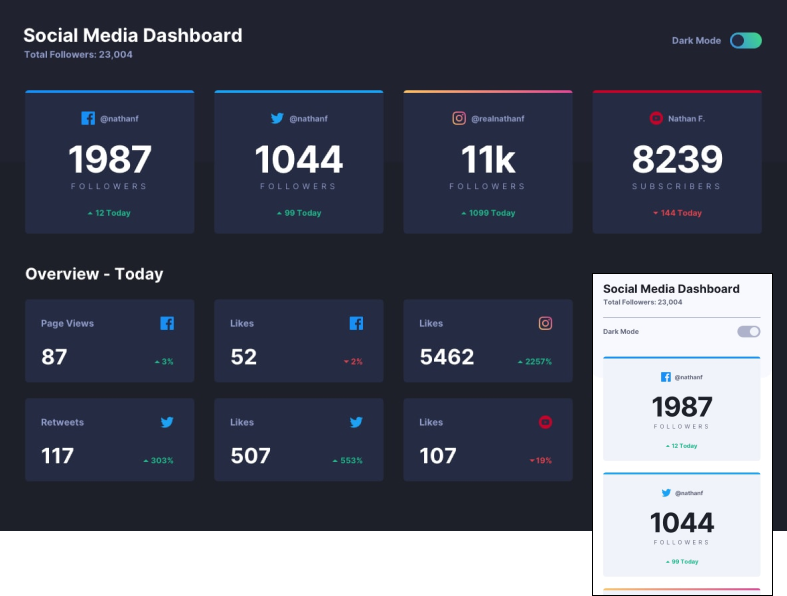 Social Media Dashboard
Total Followers: 23,004
Dark Mode
@nathanf
1987
FOLLOWERS
12 Today
@nathanf
1044
FOLLOWERS
99 Today
@realnathanf
11k
FOLLOWERS
1099 Today
Nathan F.
8239
SUBSCRIBERS
144 Today
Overview - Today
Page Views
87
3%
Likes
52
2%
Likes
5462
2257%
Retweets
117
303%
Likes
507
553%
Likes
107
19%
Social Media Dashboard
Total Followers: 23,004
Dark Mode
@nathanf
1987
FOLLOWERS
12 Today
@nathanf
1044
FOLLOWERS
99 Today